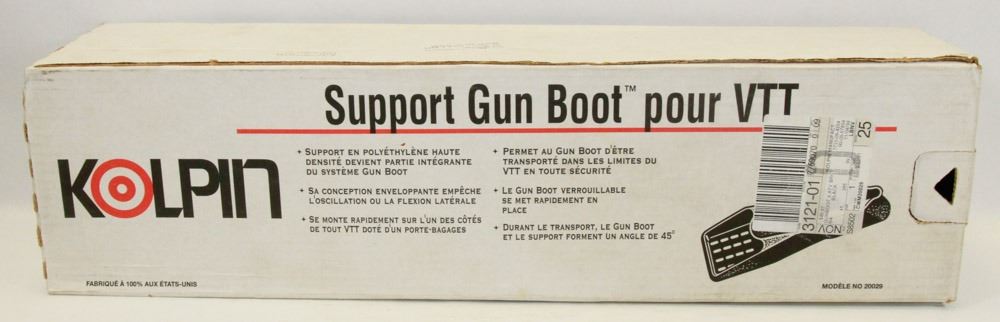 Support Gun Boot™ pour VTT
KOLPIN
+ SUPPORT EN POLYÉTHYLÈNE HAUTE
DENSITÉ DEVIENT PARTIE INTÉGRANTE
DU SYSTÈME GUN BOOT
+ SA CONCEPTION ENVELOPPANTE EMPÊCHE
L'OSCILLATION OU LA FLEXION LATÉRALE
+ SE MONTE RAPIDEMENT SUR L'UN DES CÔTÉS
DE TOUT VTT DOTÉ D'UN PORTE-BAGAGES
+ PERMET AU GUN BOOT D'ÊTRE
TRANSPORTÉ DANS LES LIMITES DU
VTT EN TOUTE SÉCURITÉ
+ LE GUN BOOT VERROUILLABLE
SE MET RAPIDEMENT EN
PLACE
+ DURANT LE TRANSPORT, LE GUN BOOT
ET LE SUPPORT FORMENT UN ANGLE DE 45°
3121-01
25
FABRIQUÉ À 100% AUX ÉTATS-UNIS
MODÈLE NO 20029